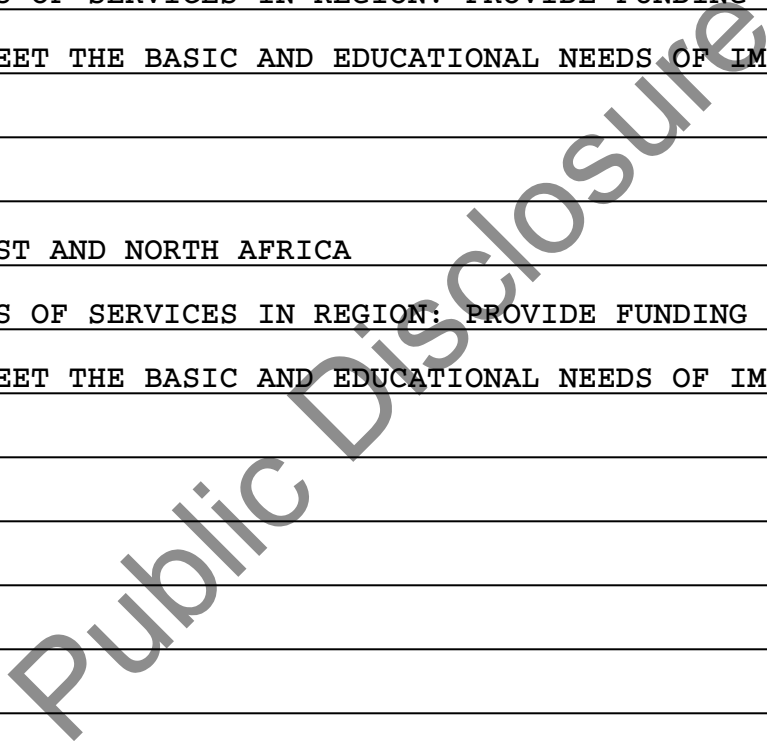 S OF SERVICES IN REGION: PROVIDE FUNDING
EET THE BASIC AND EDUCATIONAL NEEDS OF IM
ST AND NORTH AFRICA
S OF SERVICES IN REGION: PROVIDE FUNDING
EET THE BASIC AND EDUCATIONAL NEEDS OF IM
Public Disclosure